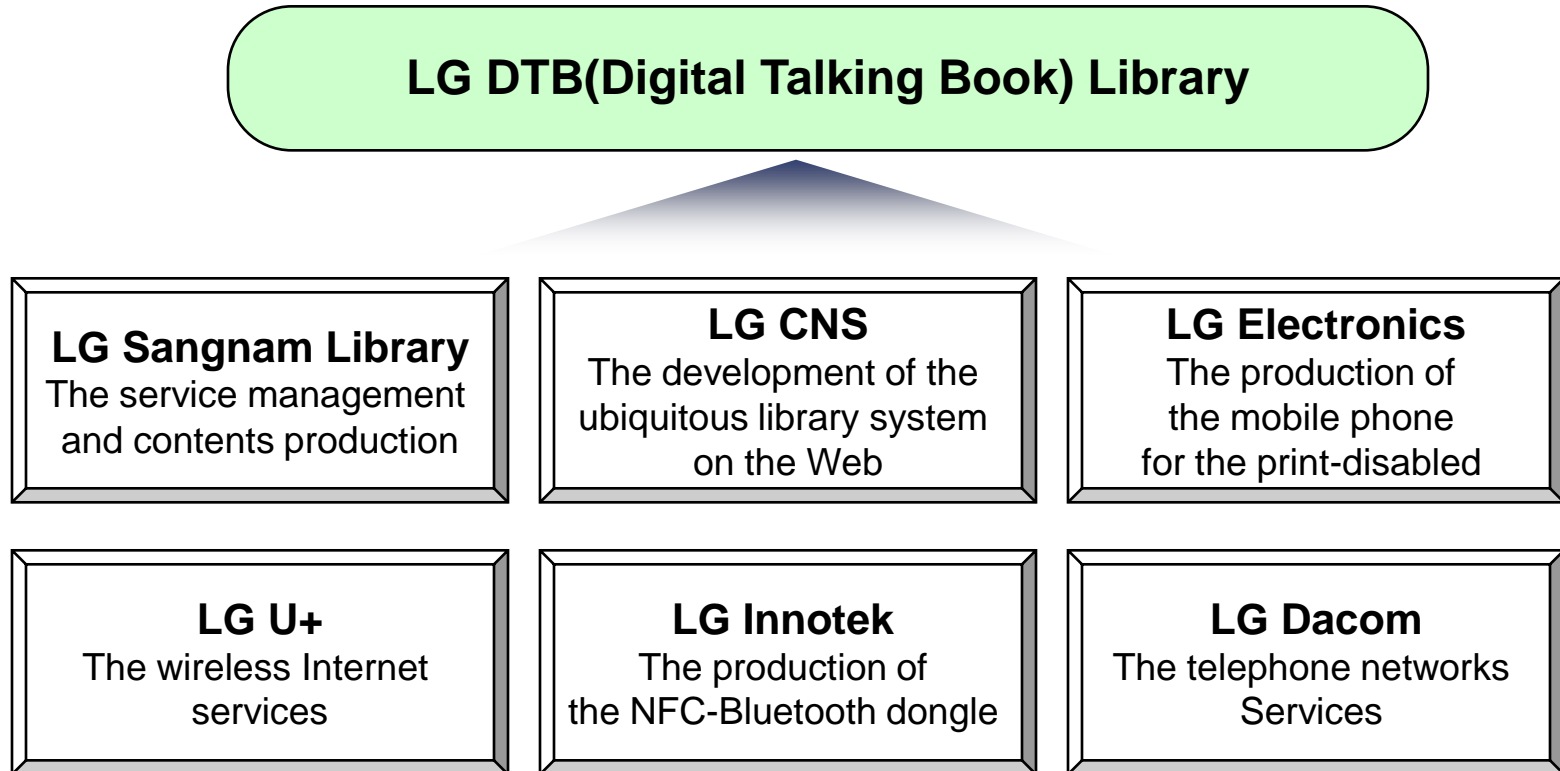 LG DTB(Digital Talking Book) Library
LG Sangnam Library
The service management
and contents production
LG CNS
The development of the
ubiquitous library system
on the Web
LG Electronics
The production of
the mobile phone
for the print-disabled
LG U+
The wireless Internet
services
LG Innotek
The production of
the NFC-Bluetooth dongle
LG Dacom
The telephone networks
Services